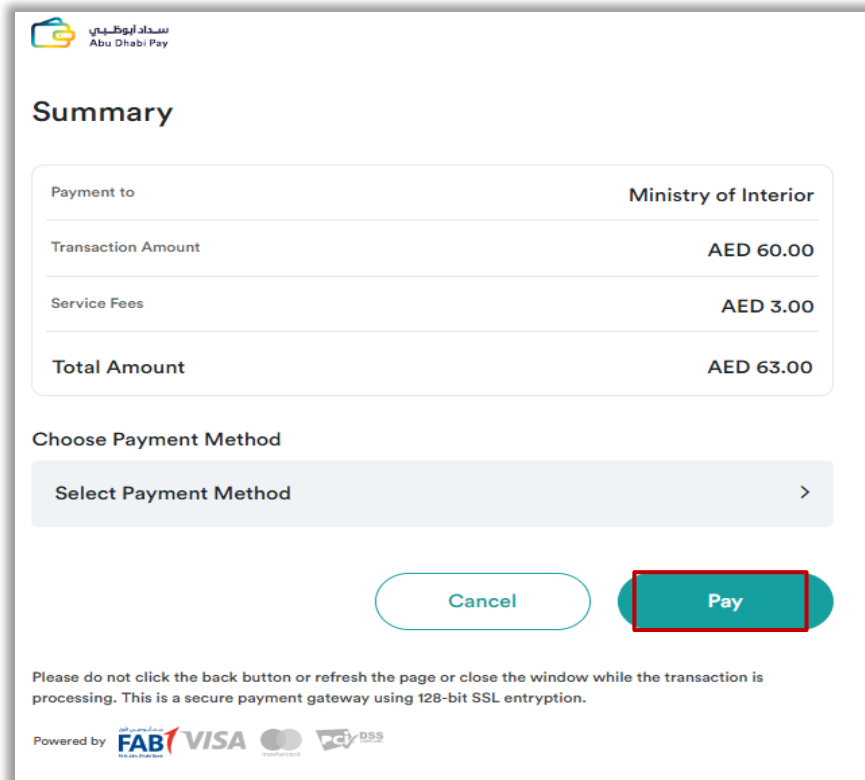 سداد أبوظبي
Abu Dhabi Pay
Summary
Payment to Ministry of Interior
Transaction Amount AED 60.00
Service Fees AED 3.00
Total Amount AED 63.00
Choose Payment Method
Select Payment Method >
Cancel Pay
Please do not click the back button or refresh the page or close the window while the transaction is
processing. This is a secure payment gateway using 128-bit SSL entryption.
Powered by FAB VISA mastercard PCI DSS